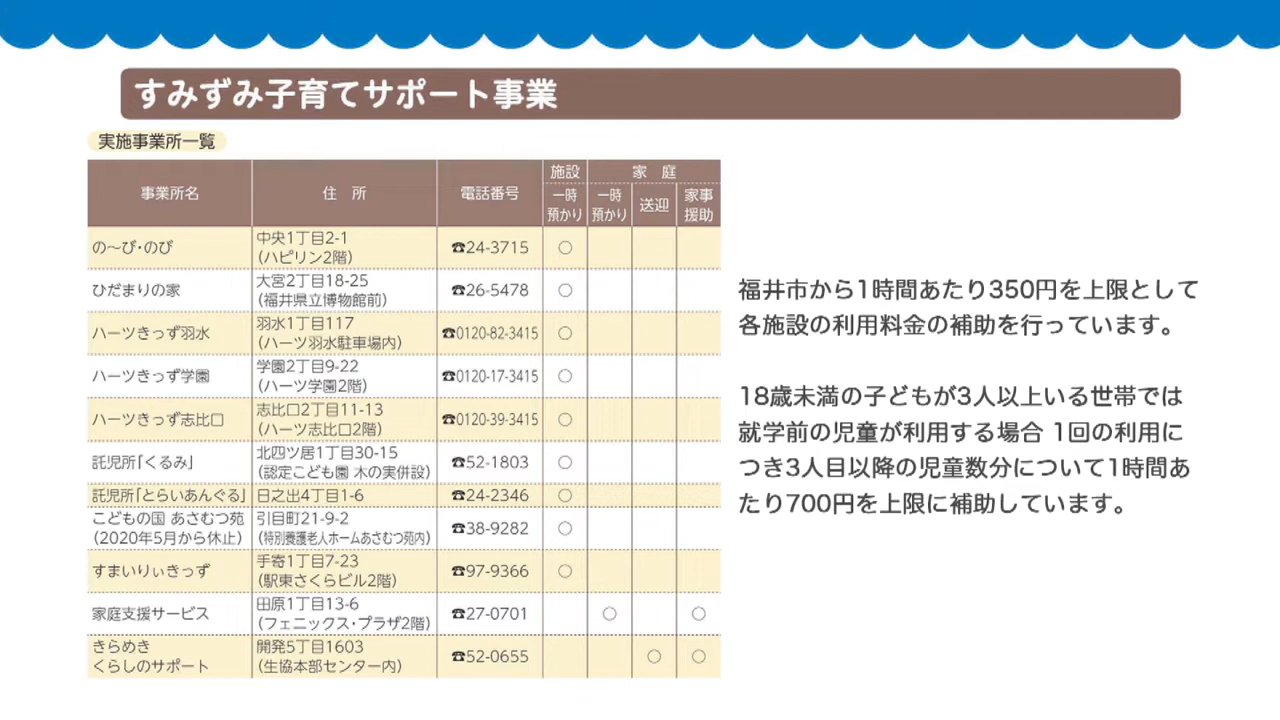 すみずみ子育てサポート事業
実施事業所一覧
事業所名 住　所 電話番号 施設 家　庭
一時預かり 一時預かり 送迎 家事援助
の〜び・のび 中央1丁目2-1 ☎24-3715 ○
(ハピリン2階)
ひだまりの家 大宮2丁目18-25 ☎26-5478 ○
(福井県立博物館前)
ハーツきっず羽水 羽水1丁目117 ☎0120-82-3415 ○
(ハーツ羽水駐車場内)
ハーツきっず学園 学園2丁目9-22 ☎0120-17-3415 ○
(ハーツ学園2階)
ハーツきっず志比口 志比口2丁目11-13 ☎0120-39-3415 ○
(ハーツ志比口2階)
託児所「くるみ」 北四ツ居1丁目30-15 ☎52-1803 ○
(認定こども園 木の実併設)
託児所「とらいあんぐる」 日之出4丁目1-6 ☎24-2346 ○
こどもの国 あさむつ苑 引目町21-9-2 ☎38-9282 ○
(2020年5月から休止) (特別養護老人ホームあさむつ苑内)
すまいりぃきっず 手寄1丁目7-23 ☎97-9366 ○
(駅東さくらビル2階)
家庭支援サービス 田原1丁目13-6 ☎27-0701 ○ ○
(フェニックス・プラザ2階)
きらめき 開発5丁目1603 ☎52-0655 ○ ○
くらしのサポート (生協本部センター内)
福井市から1時間あたり350円を上限として
各施設の利用料金の補助を行っています。
18歳未満の子どもが3人以上いる世帯では
就学前の児童が利用する場合 1回の利用に
つき3人目以降の児童数分について1時間あ
たり700円を上限に補助しています。